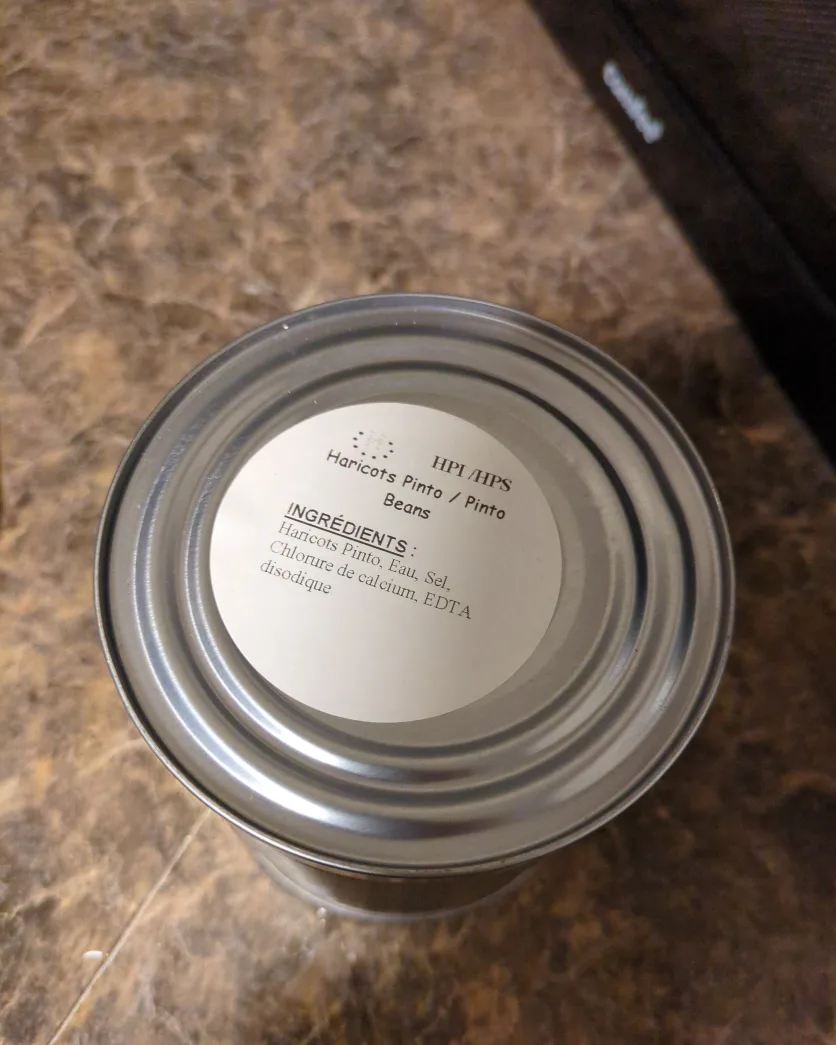 HPI /HPS
Haricots Pinto / Pinto
Beans
INGRÉDIENTS :
Haricots Pinto, Eau, Sel,
Chlorure de calcium, EDTA
disodique